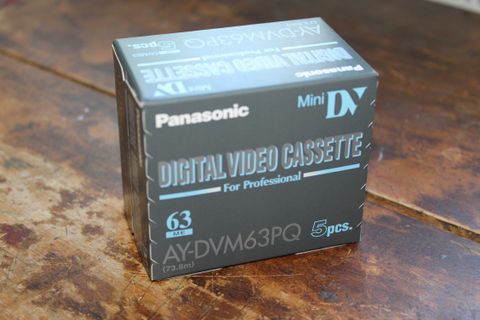 AY-DVM63PQ
5pcs.
DIGITAL VIDEO CASSETTE
Mini DV
Panasonic
Panasonic
Mini DV
DIGITAL VIDEO CASSETTE
For Professional
63
ME
AY-DVM63PQ
(73.8m)
5pcs.